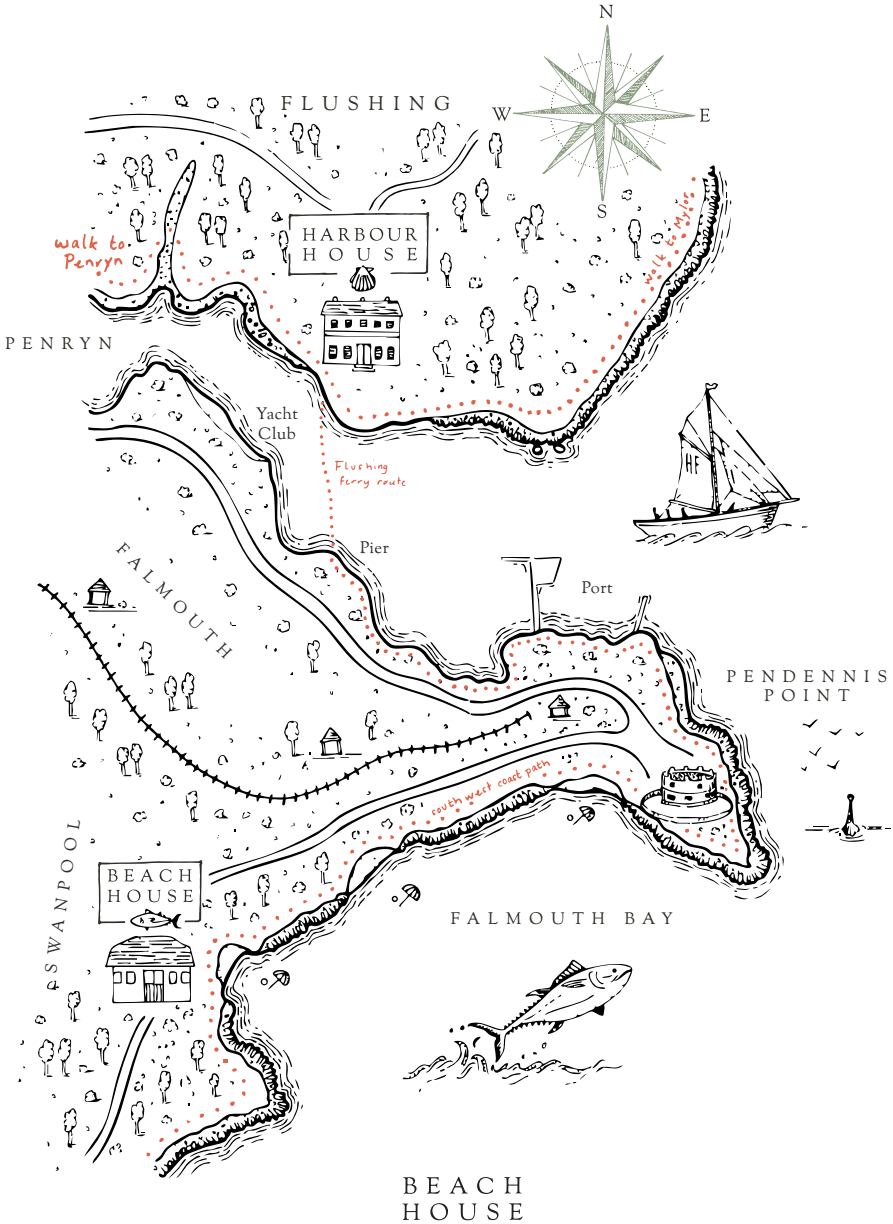 N
FLUSHING
W
E
S
HARBOUR
HOUSE
walk to
Penryn
walk to Mylor
PENRYN
Yacht
Club
HF
Flushing
ferry route
Pier
FALMOUTH
Port
PENDENNIS
POINT
south west coast path
SWANPOOL
BEACH
HOUSE
FALMOUTH BAY
BEACH
HOUSE